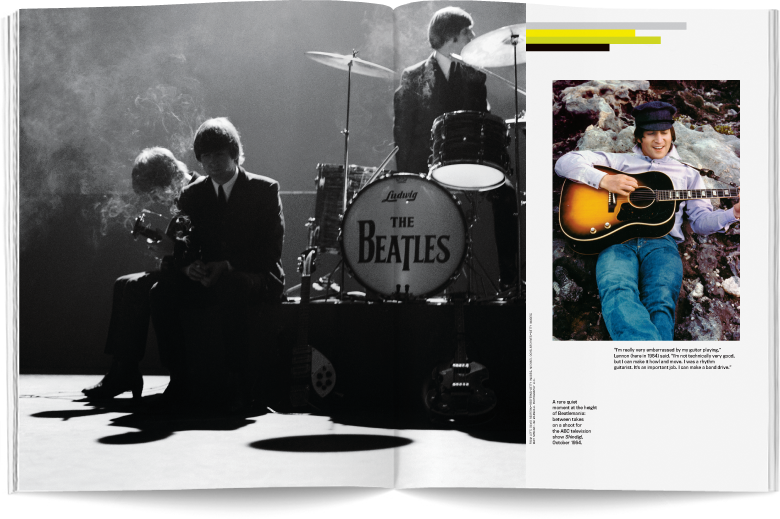 Ludwig
THE
BEATLES
"I'm really very embarrassed by my guitar playing,"
Lennon (here in 1964) said. "I'm not technically very good,
but I can make it howl and move. I was a rhythm
guitarist. It's an important job. I can make a band drive."
A rare quiet
moment at the height
of Beatlemania:
between takes
on a shoot for
the ABC television
show Shindig!,
October 1964.